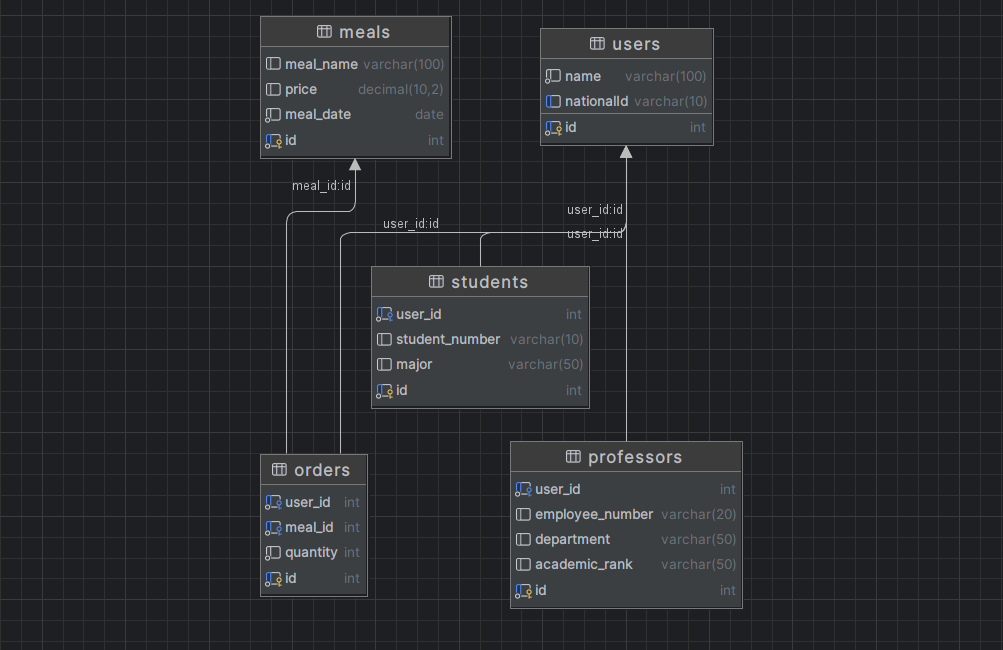 meals
meal_name varchar(100)
price decimal(10,2)
meal_date date
id int
users
name varchar(100)
nationalId varchar(10)
id int
meal_id:id
user_id:id
user_id:id
user_id:id
students
user_id int
student_number varchar(10)
major varchar(50)
id int
orders
user_id int
meal_id int
quantity int
id int
professors
user_id int
employee_number varchar(20)
department varchar(50)
academic_rank varchar(50)
id int